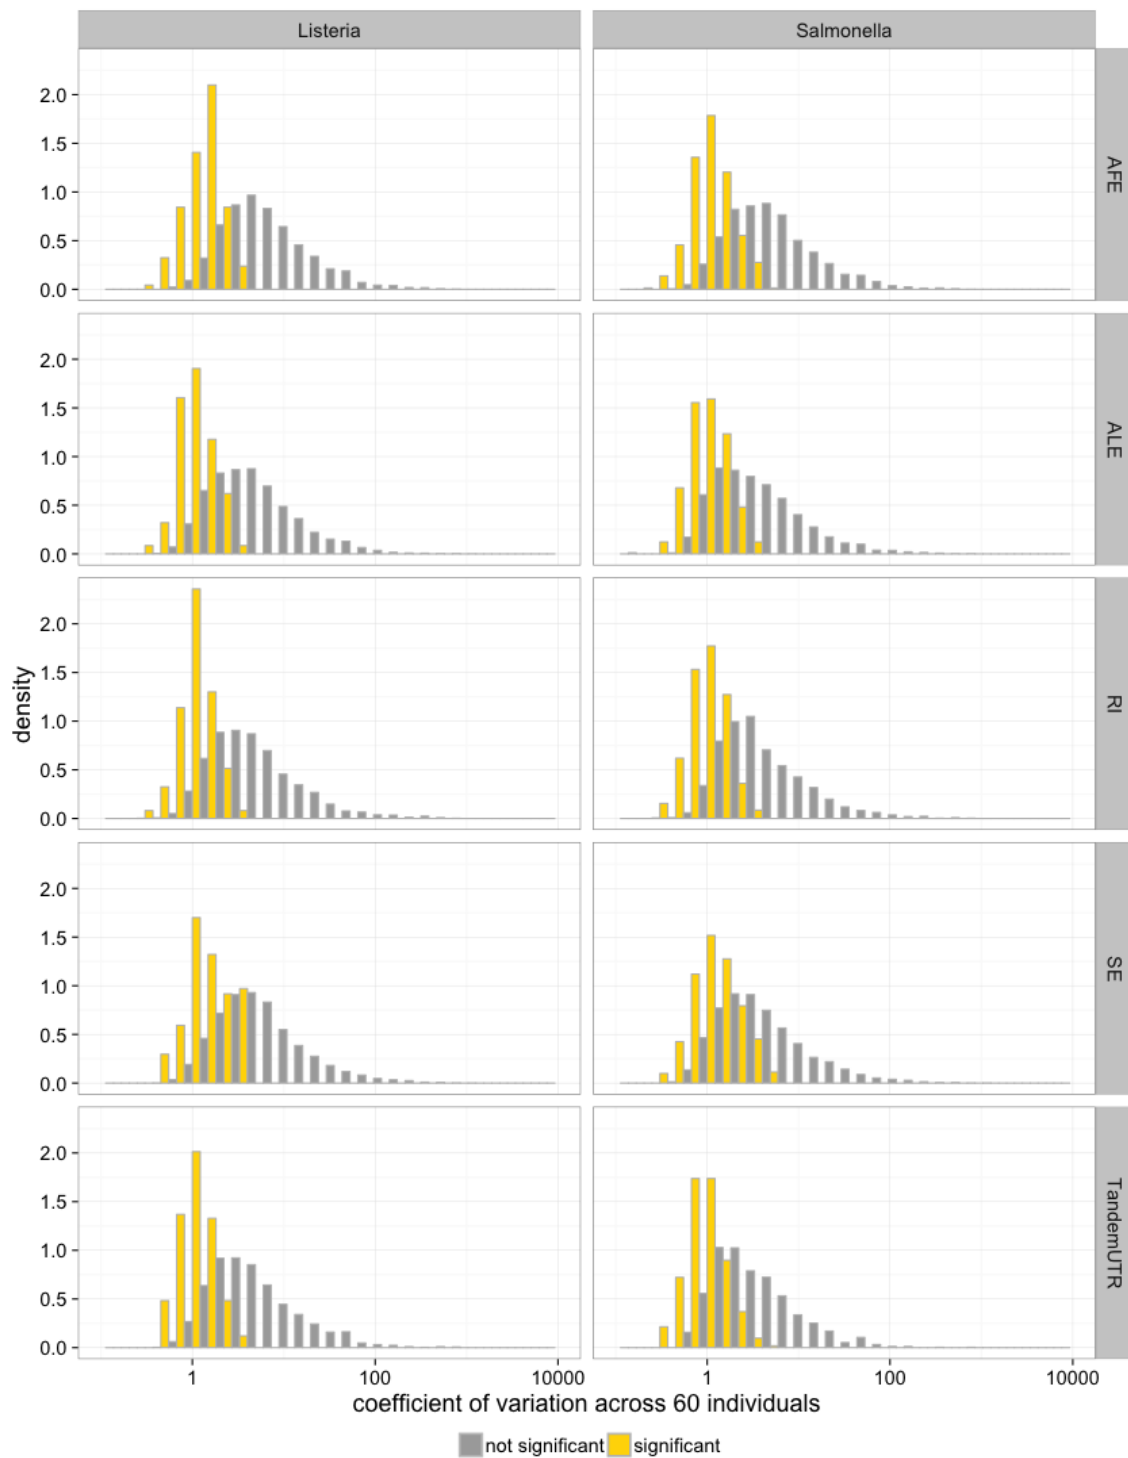 Listeria
Salmonella
2.0
1.5
1.0
0.5
0.0
AFE
2.0
1.5
1.0
0.5
0.0
ALE
2.0
1.5
1.0
0.5
0.0
RI
density
2.0
1.5
1.0
0.5
0.0
SE
2.0
1.5
1.0
0.5
0.0
TandemUTR
1 100 10000 1 100 10000
coefficient of variation across 60 individuals
not significant significant